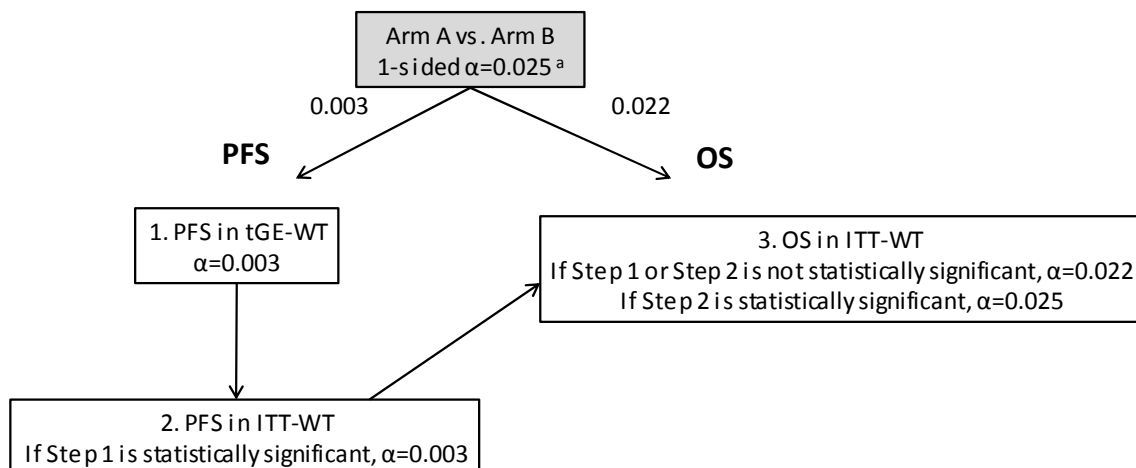 Arm A vs. Arm B
1-sided α=0.025 a
0.003
0.022
PFS
OS
1. PFS in tGE-WT
α=0.003
3. OS in ITT-WT
If Step 1 or Step 2 is not statistically significant, α=0.022
If Step 2 is statistically significant, α=0.025
2. PFS in ITT-WT
If Step 1 is statistically significant, α=0.003